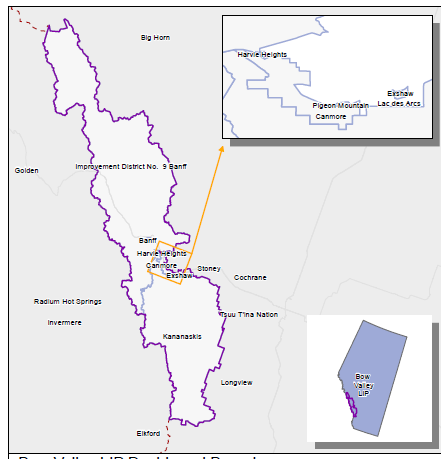 Big Horn
Harvie Heights
Exshaw
Pigeon Mountain
Lac des Arcs
Canmore
Golden
Improvement District No. 9 Banff
Banff
Harvie Heights
Canmore
Stoney
Exshaw
Cochrane
Radium Hot Springs
Tsuu T'ina Nation
Invermere
Kananaskis
Longview
Bow
Valley
LIP
Elkford